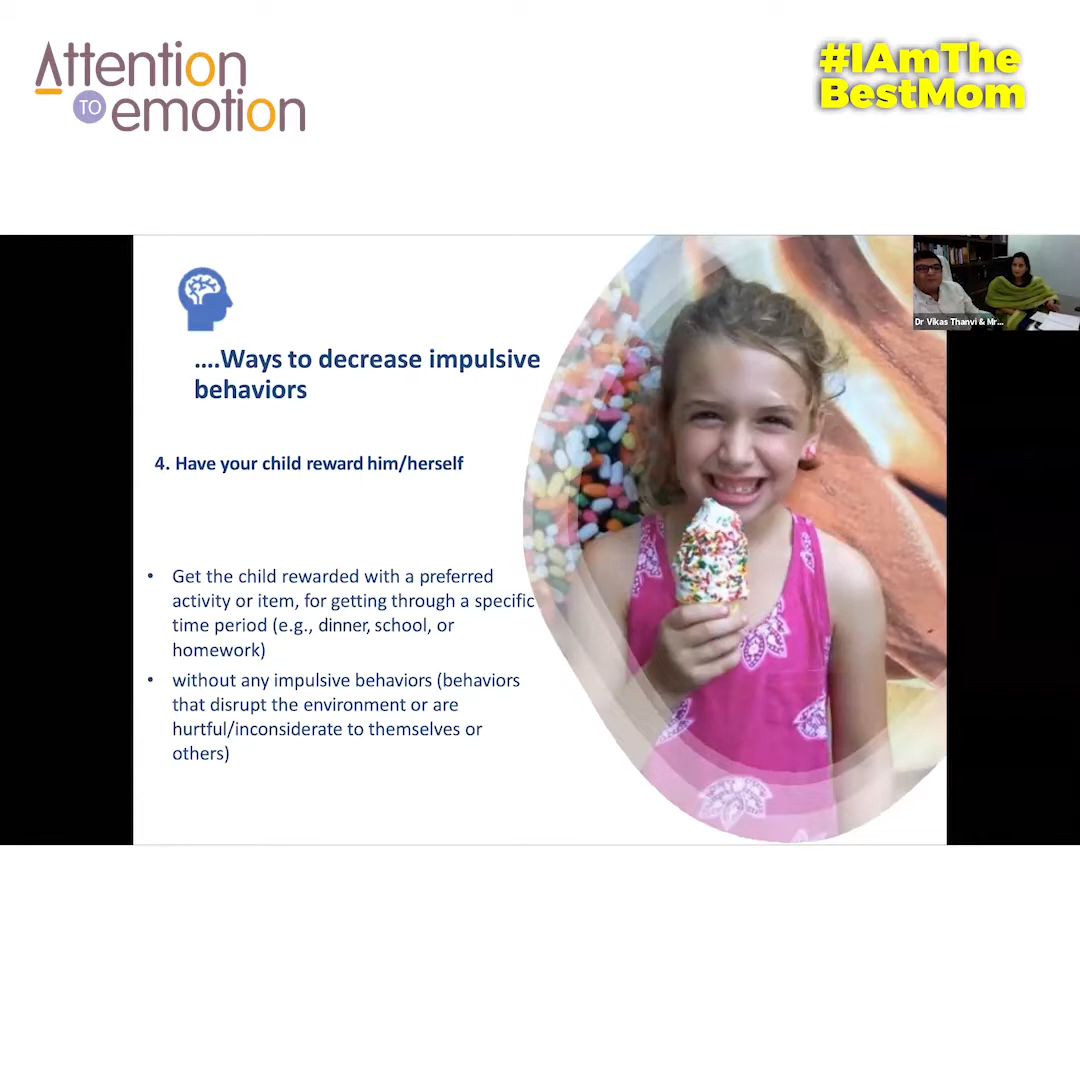 Attention
TO emotion
#IAmThe
BestMom
Dr Vikas Thanvi & Mr...
....Ways to decrease impulsive
behaviors
4. Have your child reward him/herself
• Get the child rewarded with a preferred
activity or item, for getting through a specific
time period (e.g., dinner, school, or
homework)
• without any impulsive behaviors (behaviors
that disrupt the environment or are
hurtful/inconsiderate to themselves or
others)